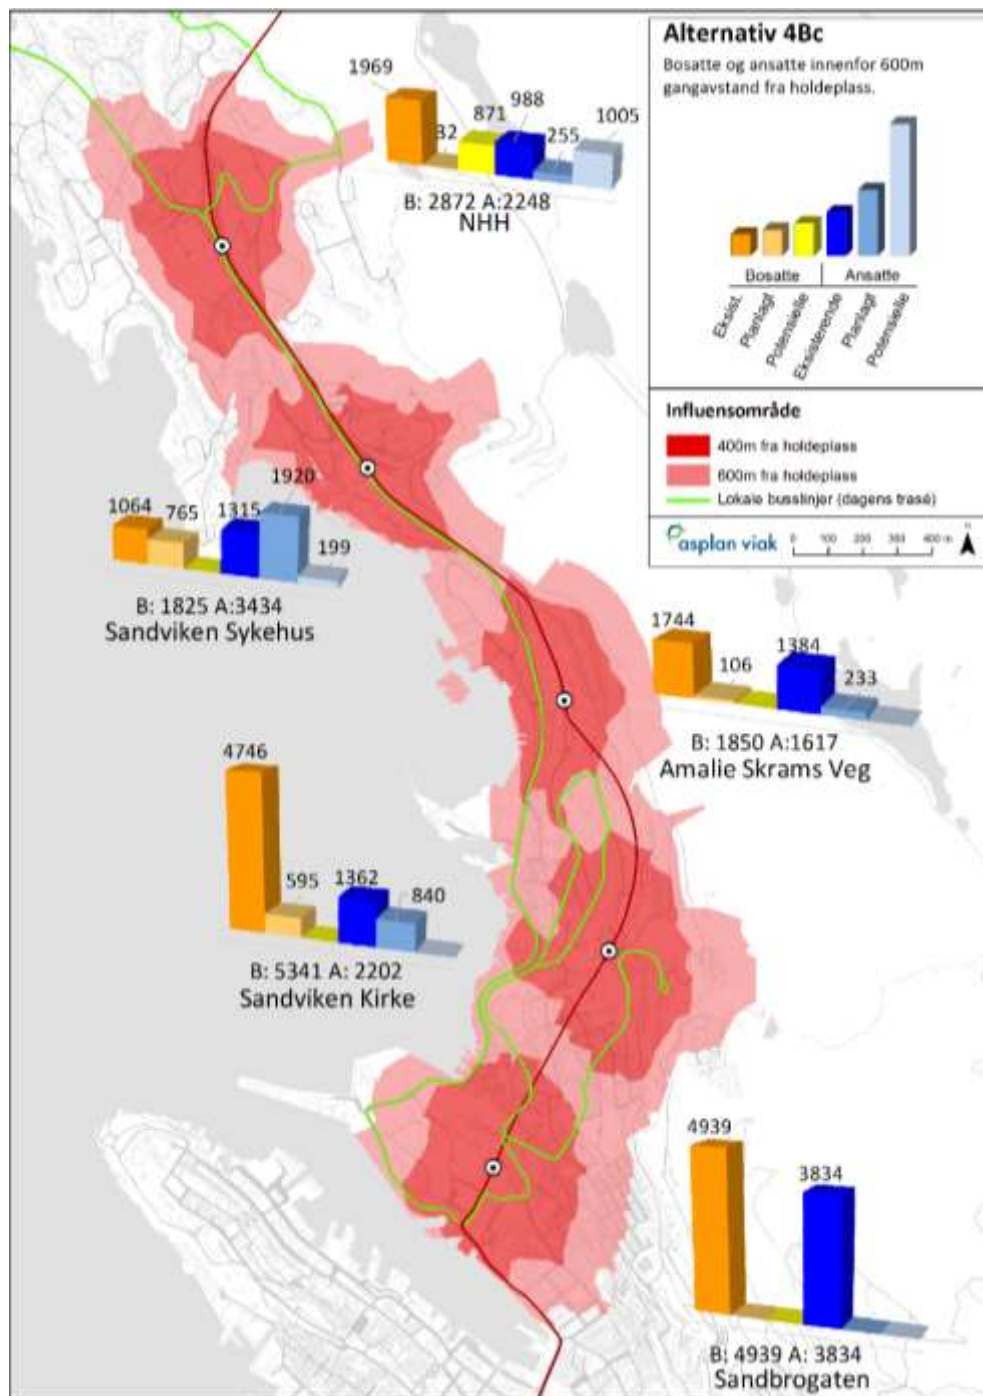 Alternativ 4Bc
Bosatte og ansatte innenfor 600m
gangavstand fra holdeplass.
Bosatte
Ansatte
Eksist.
Planlagt
Potensielle
Eksisterende
Planlagt
Potensielle
Influensområde
400m fra holdeplass
600m fra holdeplass
Lokale busslinjer (dagens trasé)
asplan viak
0 100 200 300 400 m
N
1969
32
871
988
255
1005
B: 2872 A:2248
NHH
1064
765
1315
1920
199
B: 1825 A:3434
Sandviken Sykehus
1744
106
1384
233
B: 1850 A:1617
Amalie Skrams Veg
4746
595
1362
840
B: 5341 A: 2202
Sandviken Kirke
4939
3834
B: 4939 A: 3834
Sandbrogaten